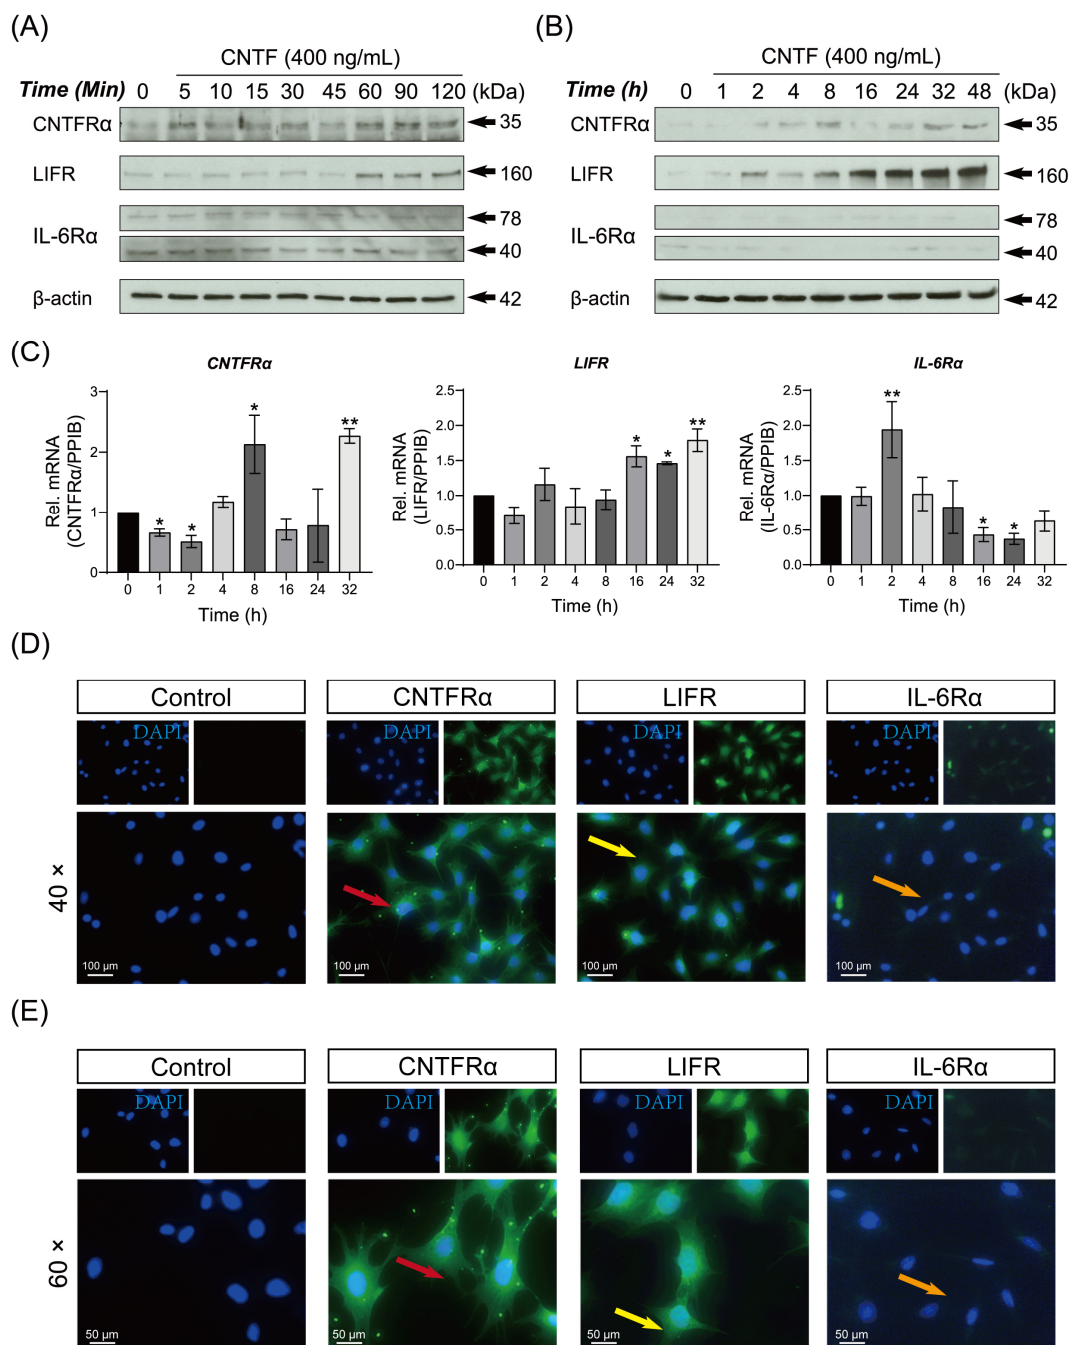 (A)
CNTF (400 ng/mL)
Time (Min) 0 5 10 15 30 45 60 90 120 (kDa)
CNTFRα 35
LIFR 160
IL-6Rα
78
40
β-actin 42
(B)
CNTF (400 ng/mL)
Time (h) 0 1 2 4 8 16 24 32 48 (kDa)
CNTFRα 35
LIFR 160
IL-6Rα
78
40
β-actin 42
(C)
CNTFRα
Rel. mRNA
(CNTFRα/PPIB)
3
2
1
0
* * * **
0 1 2 4 8 16 24 32
Time (h)
LIFR
Rel. mRNA
(LIFR/PPIB)
2.5
2.0
1.5
1.0
0.5
0.0
* * **
0 1 2 4 8 16 24 32
Time (h)
IL-6Rα
Rel. mRNA
(IL-6Rα/PPIB)
2.5
2.0
1.5
1.0
0.5
0.0
** * *
0 1 2 4 8 16 24 32
Time (h)
(D)
Control CNTFRα LIFR IL-6Rα
DAPI DAPI DAPI DAPI
40 ×
100 µm 100 µm 100 µm 100 µm
(E)
Control CNTFRα LIFR IL-6Rα
DAPI DAPI DAPI DAPI
60 ×
50 µm 50 µm 50 µm 50 µm